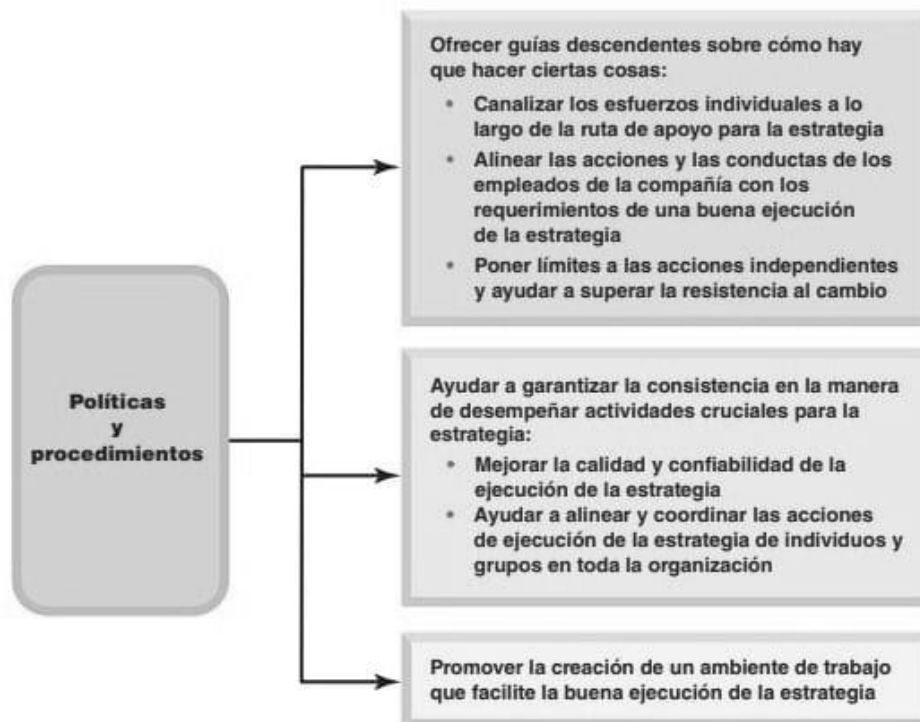 Políticas
y
procedimientos
Ofrecer guías descendentes sobre cómo hay
que hacer ciertas cosas:
• Canalizar los esfuerzos individuales a lo
largo de la ruta de apoyo para la estrategia
• Alinear las acciones y las conductas de los
empleados de la compañía con los
requerimientos de una buena ejecución
de la estrategia
• Poner límites a las acciones independientes
y ayudar a superar la resistencia al cambio
Ayudar a garantizar la consistencia en la manera
de desempeñar actividades cruciales para la
estrategia:
• Mejorar la calidad y confiabilidad de la
ejecución de la estrategia
• Ayudar a alinear y coordinar las acciones
de ejecución de la estrategia de individuos y
grupos en toda la organización
Promover la creación de un ambiente de trabajo
que facilite la buena ejecución de la estrategia